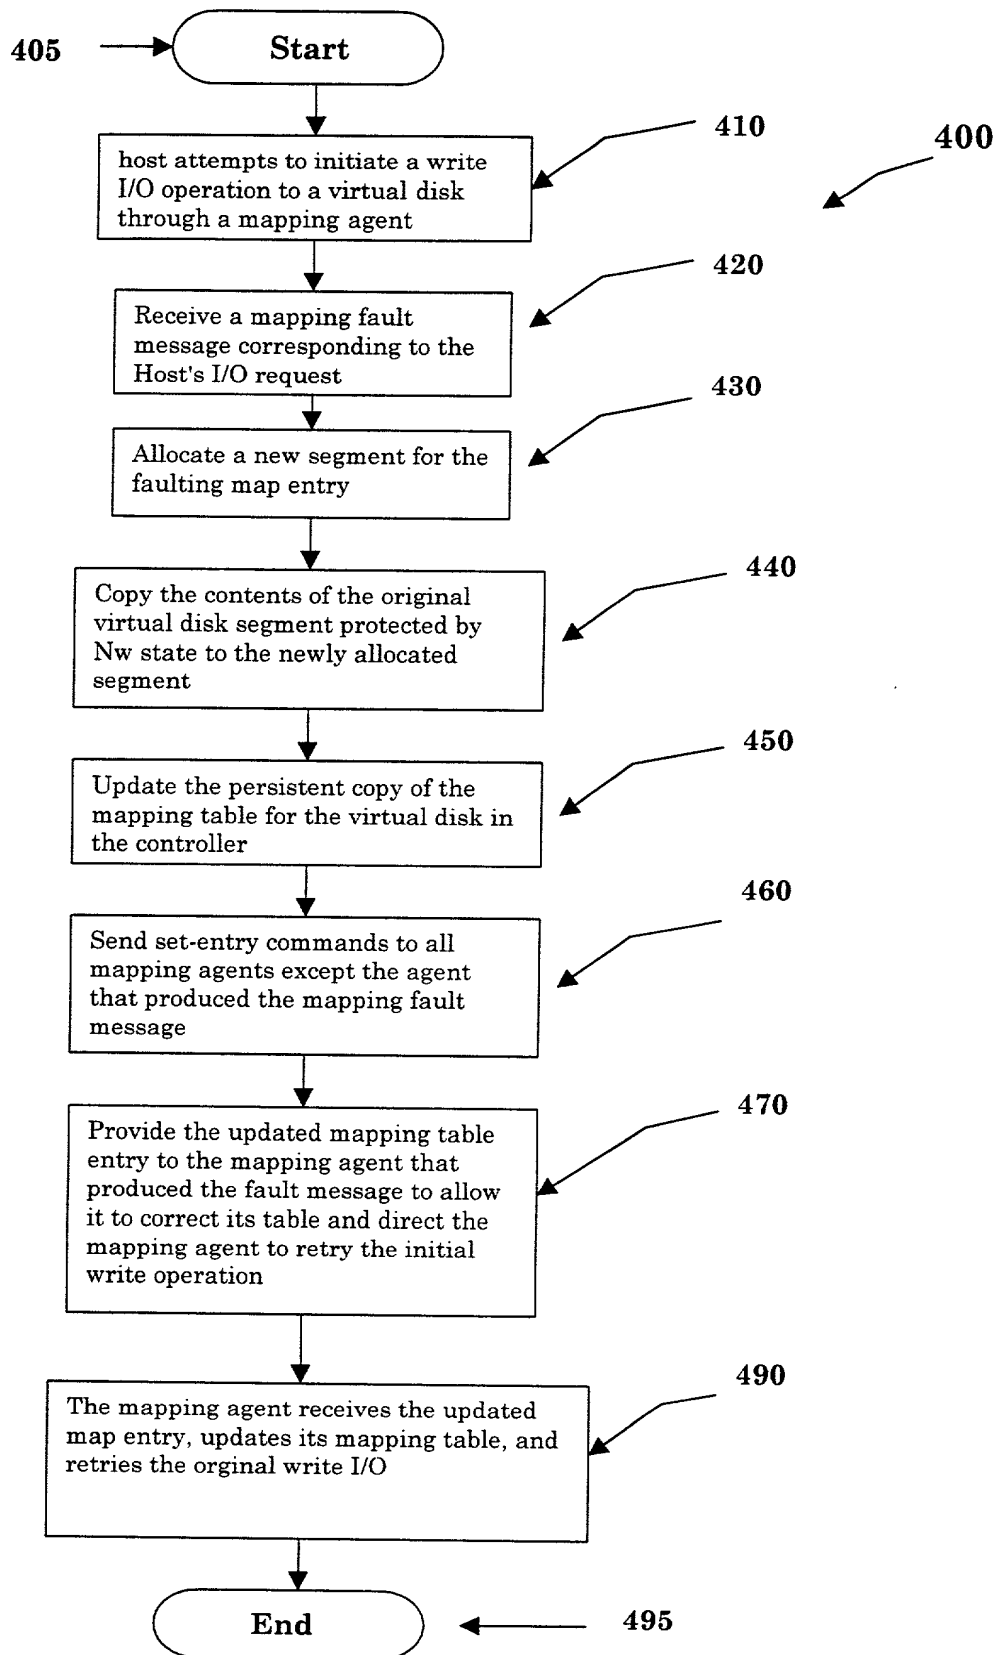 405
Start
410
400
host attempts to initiate a write
I/O operation to a virtual disk
through a mapping agent
420
Receive a mapping fault
message corresponding to the
Host's I/O request
430
Allocate a new segment for the
faulting map entry
440
Copy the contents of the original
virtual disk segment protected by
Nw state to the newly allocated
segment
450
Update the persistent copy of the
mapping table for the virtual disk in
the controller
460
Send set-entry commands to all
mapping agents except the agent
that produced the mapping fault
message
470
Provide the updated mapping table
entry to the mapping agent that
produced the fault message to allow
it to correct its table and direct the
mapping agent to retry the initial
write operation
490
The mapping agent receives the updated
map entry, updates its mapping table, and
retries the orginal write I/O
End
495